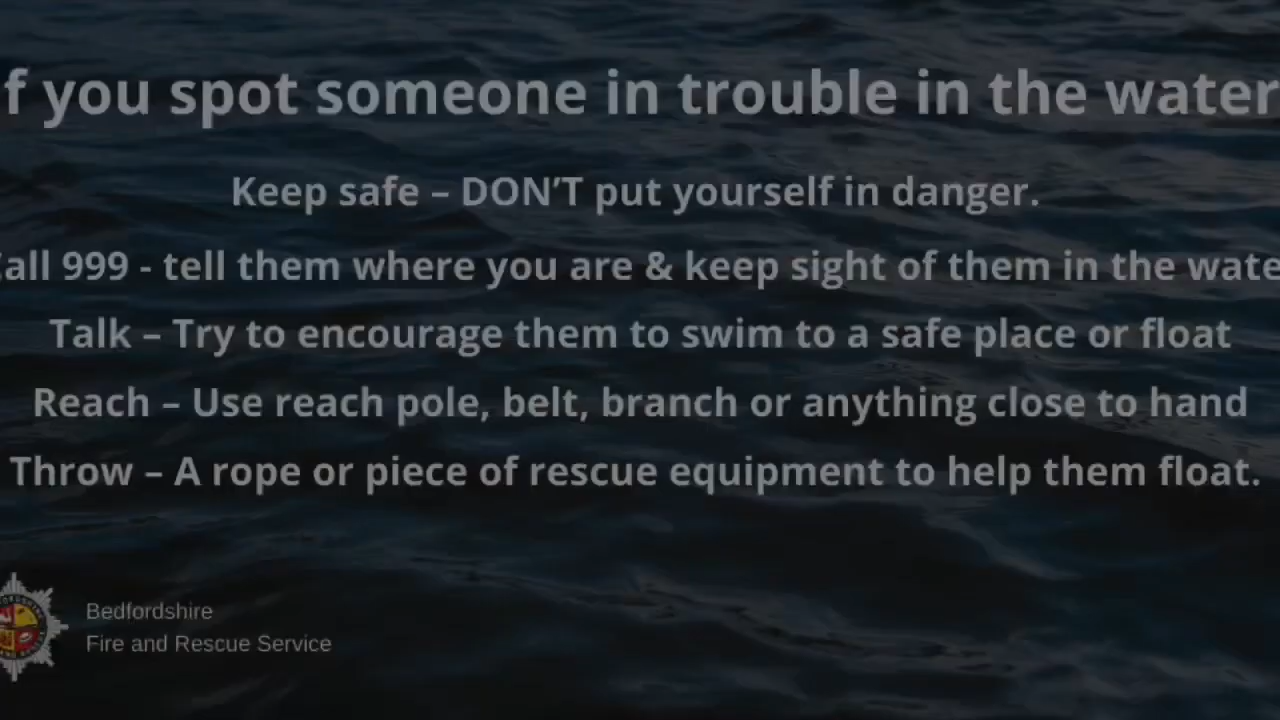 f you spot someone in trouble in the water
Keep safe – DON’T put yourself in danger.
all 999 - tell them where you are & keep sight of them in the wate
Talk – Try to encourage them to swim to a safe place or float
Reach – Use reach pole, belt, branch or anything close to hand
Throw – A rope or piece of rescue equipment to help them float.
Bedfordshire
Fire and Rescue Service